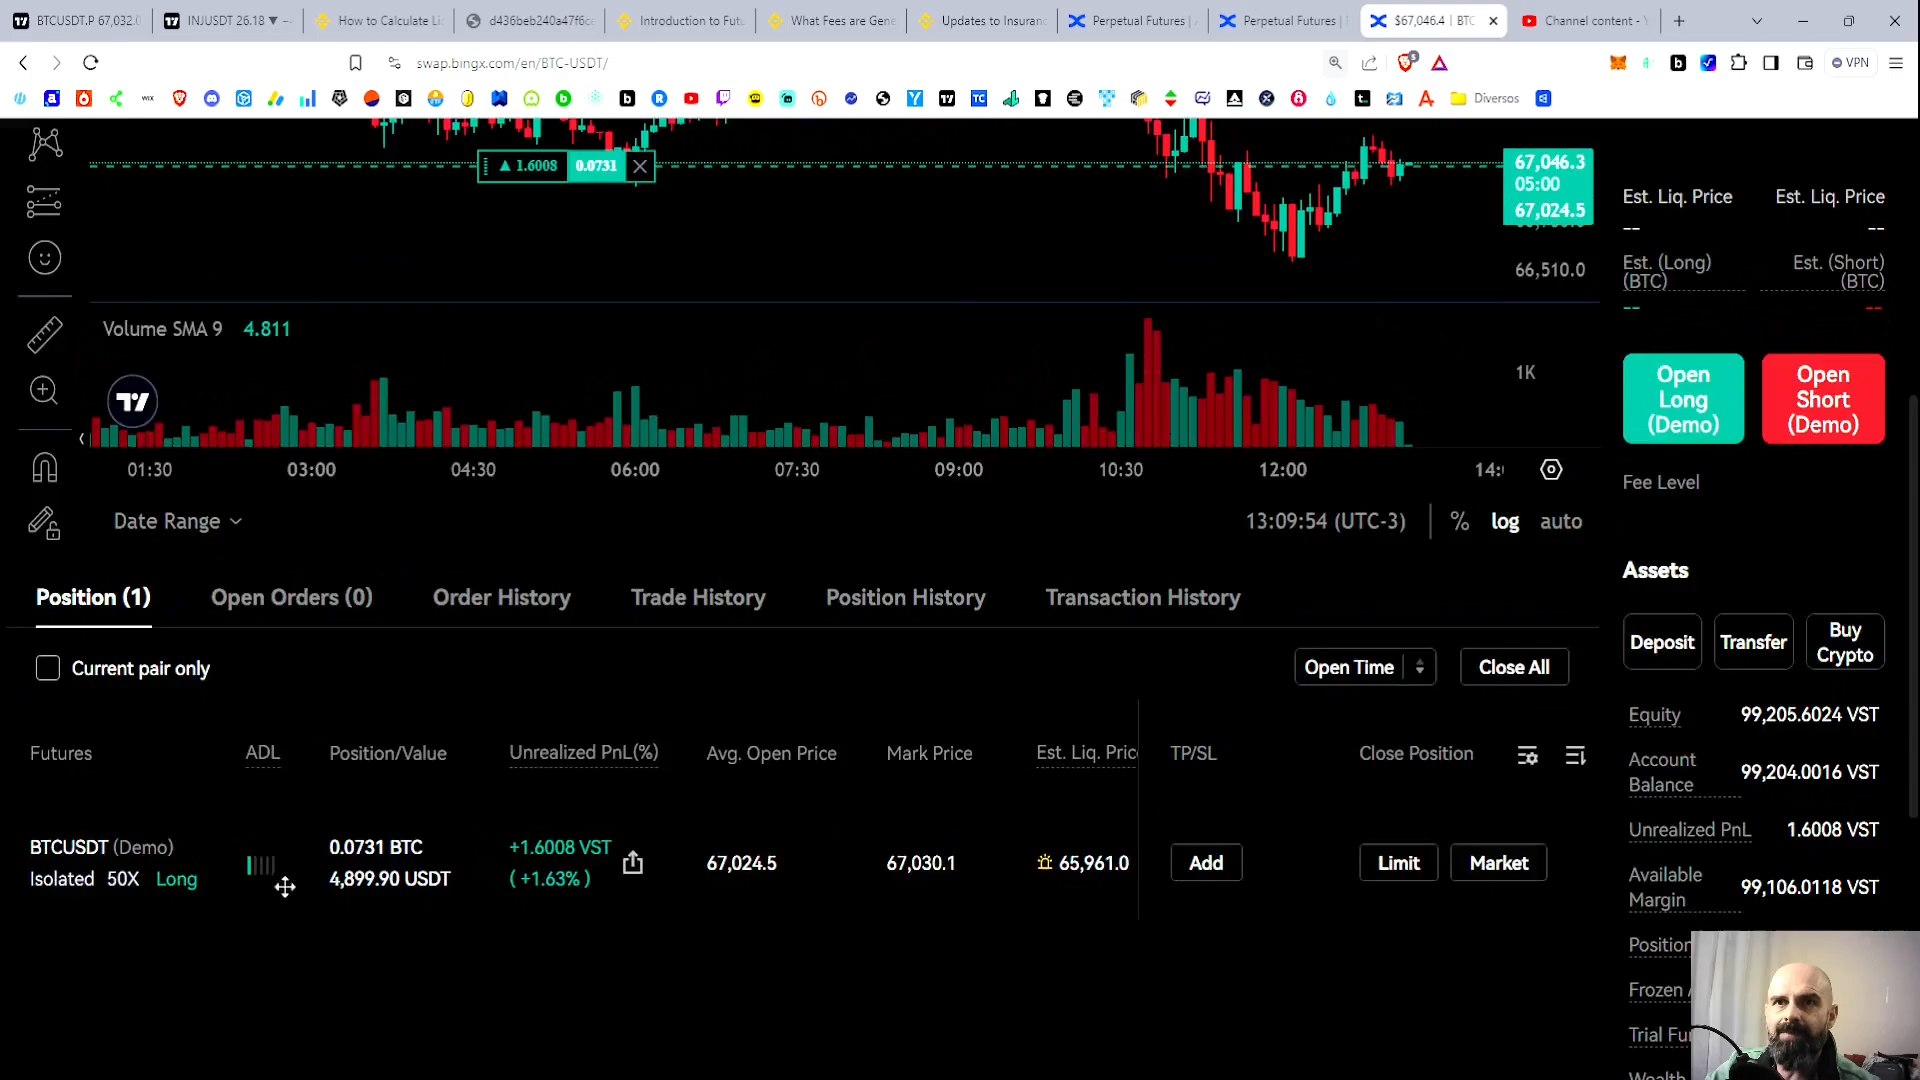 BTCUSDT.P 67,032.0
INJUSDT 26.18 ▼
How to Calculate Li
d436beb240a47f6c
Introduction to Futu
What Fees are Gene
Updates to Insuranc
Perpetual Futures |
Perpetual Futures |
$67,046.4 | BTC
Channel content - Y
swap.bingx.com/en/BTC-USDT/
VPN
Diversos
▲ 1.6008 0.0731
67,046.3
05:00
67,024.5
66,510.0
Est. Liq. Price Est. Liq. Price
-- --
Est. (Long) (BTC) Est. (Short) (BTC)
-- --
Volume SMA 9 4.811
1K
Open Long (Demo) Open Short (Demo)
01:30 03:00 04:30 06:00 07:30 09:00 10:30 12:00 14:
Fee Level
Date Range 13:09:54 (UTC-3) % log auto
Assets
Position (1) Open Orders (0) Order History Trade History Position History Transaction History
Deposit Transfer Buy Crypto
Current pair only Open Time Close All
Equity 99,205.6024 VST
Futures ADL Position/Value Unrealized PnL(%) Avg. Open Price Mark Price Est. Liq. Pric TP/SL Close Position
Account Balance 99,204.0016 VST
Unrealized PnL 1.6008 VST
BTCUSDT (Demo) 0.0731 BTC +1.6008 VST
67,024.5 67,030.1 65,961.0 Add Limit Market
Isolated 50X Long 4,899.90 USDT ( +1.63% )
Available Margin 99,106.0118 VST
Position
Frozen
Trial Fu